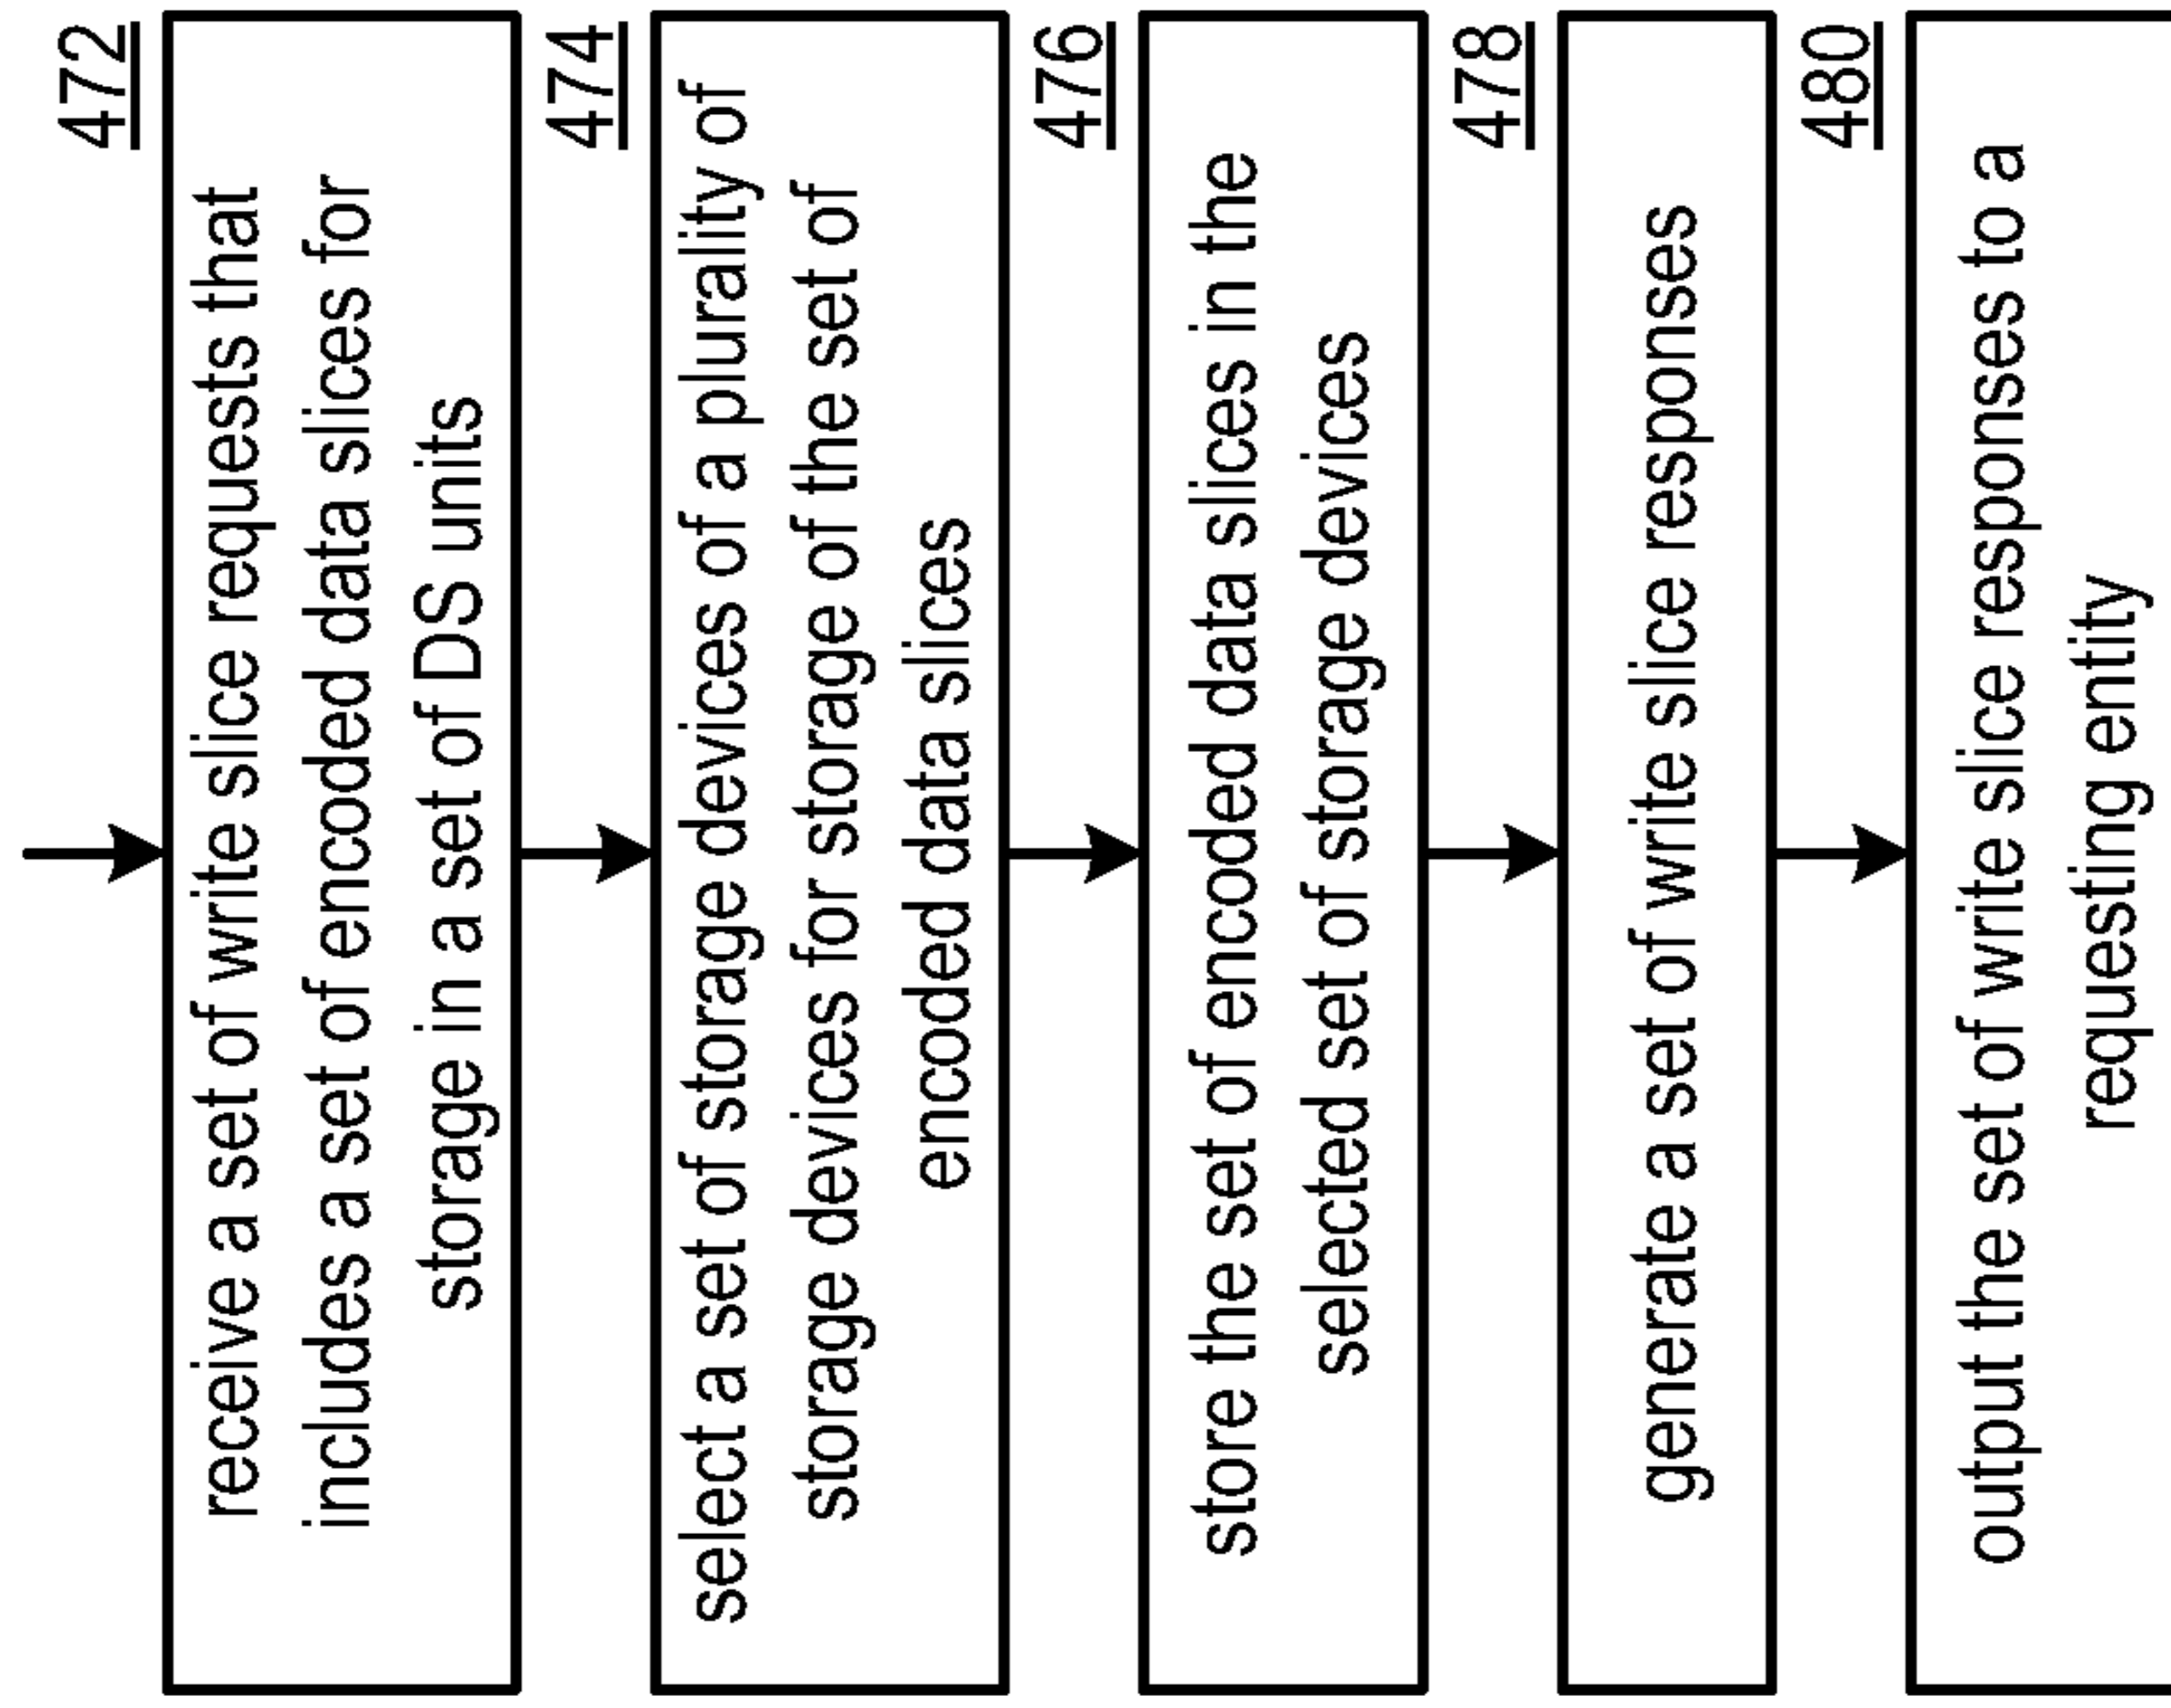 472
receive a set of write slice requests that
includes a set of encoded data slices for
storage in a set of DS units
474
select a set of storage devices of a plurality of
storage devices for storage of the set of
encoded data slices
476
store the set of encoded data slices in the
selected set of storage devices
478
generate a set of write slice responses
480
output the set of write slice responses to a
requesting entity